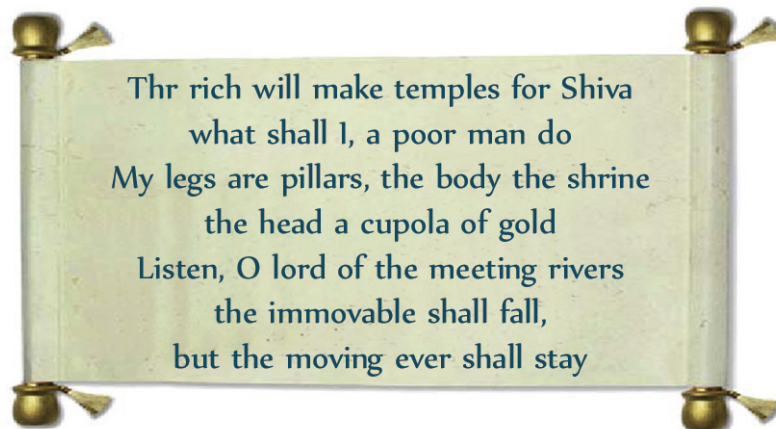 Thr rich will make temples for Shiva
what shall I, a poor man do
My legs are pillars, the body the shrine
the head a cupola of gold
Listen, O lord of the meeting rivers
the immovable shall fall,
but the moving ever shall stay